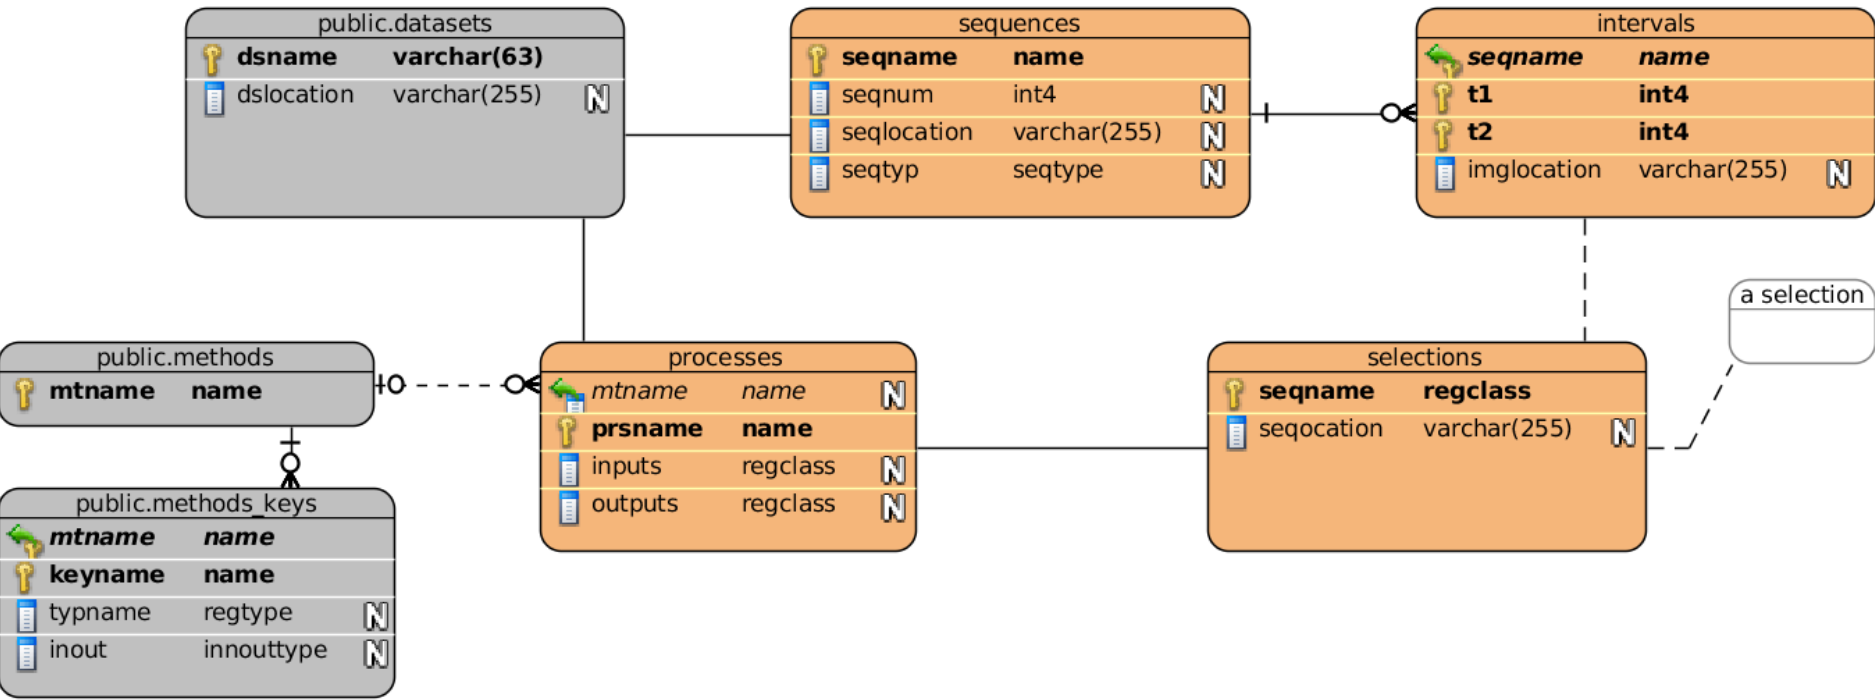 public.datasets
dsname varchar(63)
dslocation varchar(255) N
sequences
seqname name
seqnum int4 N
seqlocation varchar(255) N
seqtyp seqtype N
intervals
seqname name
t1 int4
t2 int4
imglocation varchar(255) N
a selection
public.methods
mtname name
processes
mtname name N
prsname name
inputs regclass N
outputs regclass N
selections
seqname regclass
seqocation varchar(255) N
public.methods_keys
mtname name
keyname name
typname regtype N
inout innouttype N